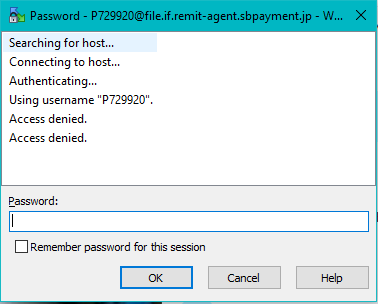 Password - P729920@file.if.remit-agent.sbpayment.jp - W...
Searching for host...
Connecting to host...
Authenticating...
Using username "P729920".
Access denied.
Access denied.
Password:
Remember password for this session
OK Cancel Help